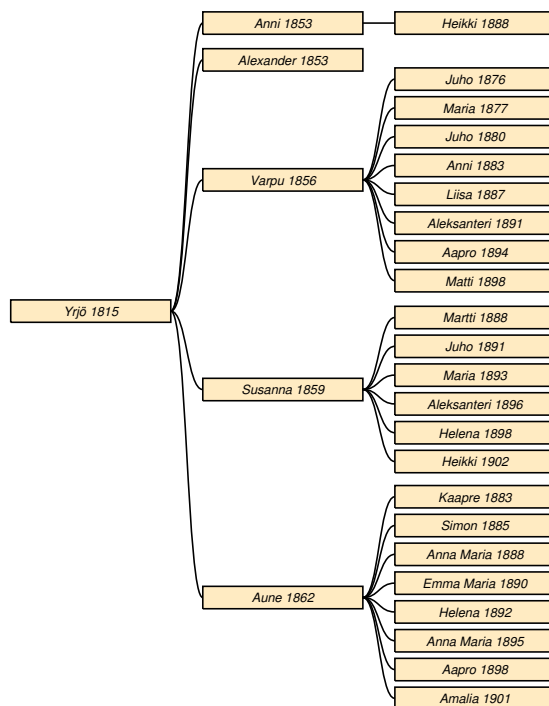 Anni 1853
Heikki 1888
Alexander 1853
Juho 1876
Maria 1877
Juho 1880
Anni 1883
Varpu 1856
Liisa 1887
Aleksanteri 1891
Aapro 1894
Matti 1898
Yrjö 1815
Martti 1888
Juho 1891
Maria 1893
Susanna 1859
Aleksanteri 1896
Helena 1898
Heikki 1902
Kaapre 1883
Simon 1885
Anna Maria 1888
Emma Maria 1890
Aune 1862
Helena 1892
Anna Maria 1895
Aapro 1898
Amalia 1901